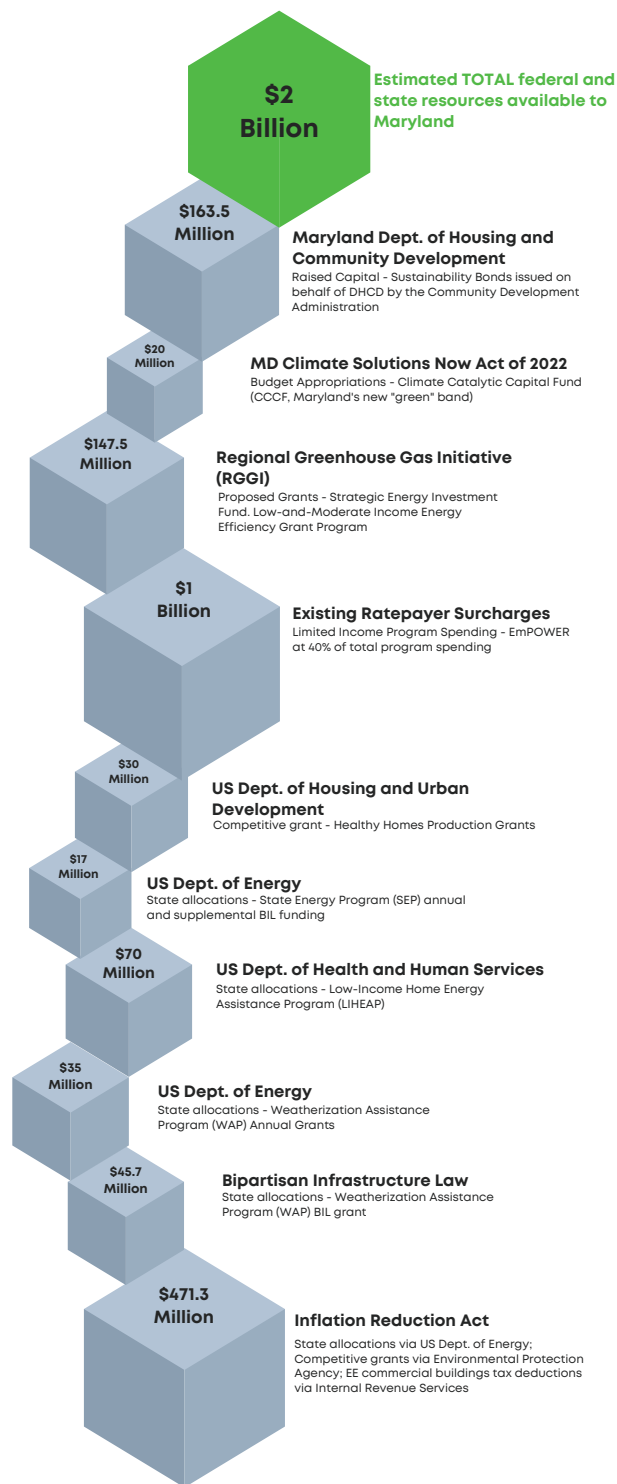 $2
Billion
Estimated TOTAL federal and
state resources available to
Maryland
$163.5
Million
Maryland Dept. of Housing and
Community Development
Raised Capital - Sustainability Bonds issued on
behalf of DHCD by the Community Development
Administration
$20
Million
MD Climate Solutions Now Act of 2022
Budget Appropriations - Climate Catalytic Capital Fund
(CCCF, Maryland's new "green" band)
$147.5
Million
Regional Greenhouse Gas Initiative
(RGGI)
Proposed Grants - Strategic Energy Investment
Fund. Low-and-Moderate Income Energy
Efficiency Grant Program
$1
Billion
Existing Ratepayer Surcharges
Limited Income Program Spending - EmPOWER
at 40% of total program spending
$30
Million
US Dept. of Housing and Urban
Development
Competitive grant - Healthy Homes Production Grants
$17
Million
US Dept. of Energy
State allocations - State Energy Program (SEP) annual
and supplemental BIL funding
$70
Million
US Dept. of Health and Human Services
State allocations - Low-Income Home Energy
Assistance Program (LIHEAP)
$35
Million
US Dept. of Energy
State allocations - Weatherization Assistance
Program (WAP) Annual Grants
$45.7
Million
Bipartisan Infrastructure Law
State allocations - Weatherization Assistance
Program (WAP) BIL grant
$471.3
Million
Inflation Reduction Act
State allocations via US Dept. of Energy;
Competitive grants via Environmental Protection
Agency; EE commercial buildings tax deductions
via Internal Revenue Services